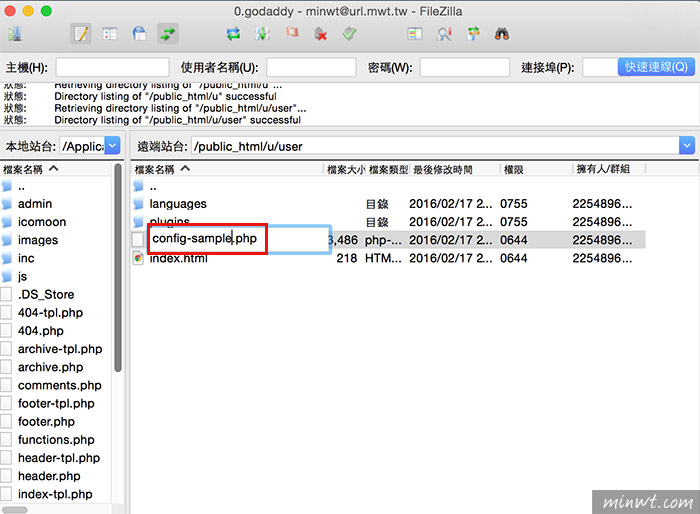 0.godaddy - minwt@url.mwt.tw - FileZilla
主機(H): 使用者名稱(U): 密碼(W): 連接埠(P): 快速連線(Q)
狀態: Retrieving directory listing of "/public_html/u"...
狀態: Directory listing of "/public_html/u" successful
狀態: Retrieving directory listing of "/public_html/u/user"...
狀態: Directory listing of "/public_html/u/user" successful
本地站台: /Applica
遠端站台: /public_html/u/user
檔案名稱
..
admin
icomoon
images
inc
js
.DS_Store
404-tpl.php
404.php
archive-tpl.php
archive.php
comments.php
footer-tpl.php
footer.php
functions.php
header-tpl.php
header.php
index-tpl.php
檔案名稱 檔案大小 檔案類型 最後修改時間 權限 擁有人/群組
..
languages 目錄 2016/02/17 2... 0755 2254896...
plugins 目錄 2016/02/17 2... 0755 2254896...
config-sample.php 3,486 php-... 2016/02/17 2... 0644 2254896...
index.html 218 HTM... 2016/02/17 2... 0644 2254896...
minwt.com